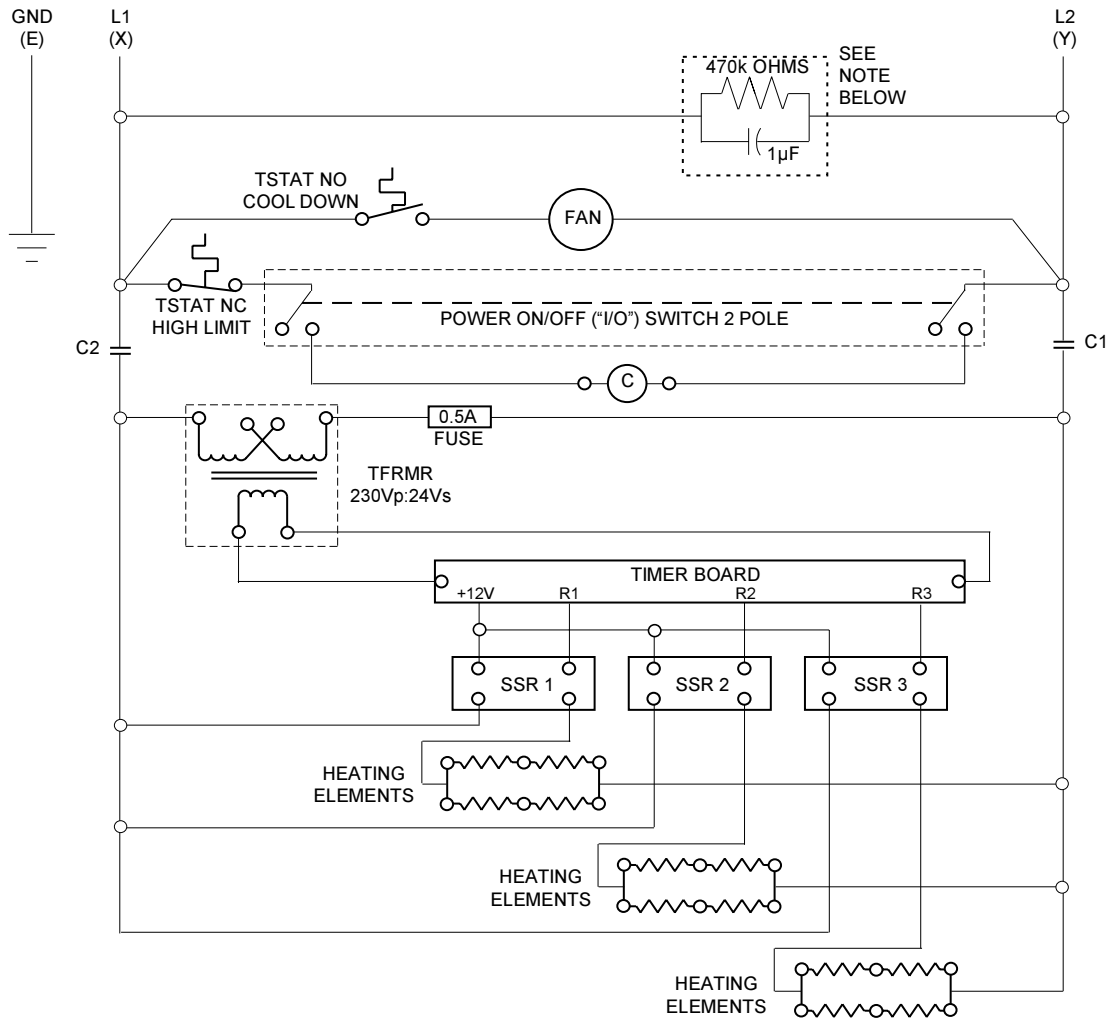 GND
(E)
L1
(X)
L2
(Y)
470k OHMS
1µF
SEE
NOTE
BELOW
TSTAT NO
COOL DOWN
FAN
TSTAT NC
HIGH LIMIT
POWER ON/OFF ("I/O") SWITCH 2 POLE
C2
C1
C
0.5A
FUSE
TFRMR
230Vp:24Vs
TIMER BOARD
+12V
R1
R2
R3
SSR 1
SSR 2
SSR 3
HEATING
ELEMENTS
HEATING
ELEMENTS
HEATING
ELEMENTS